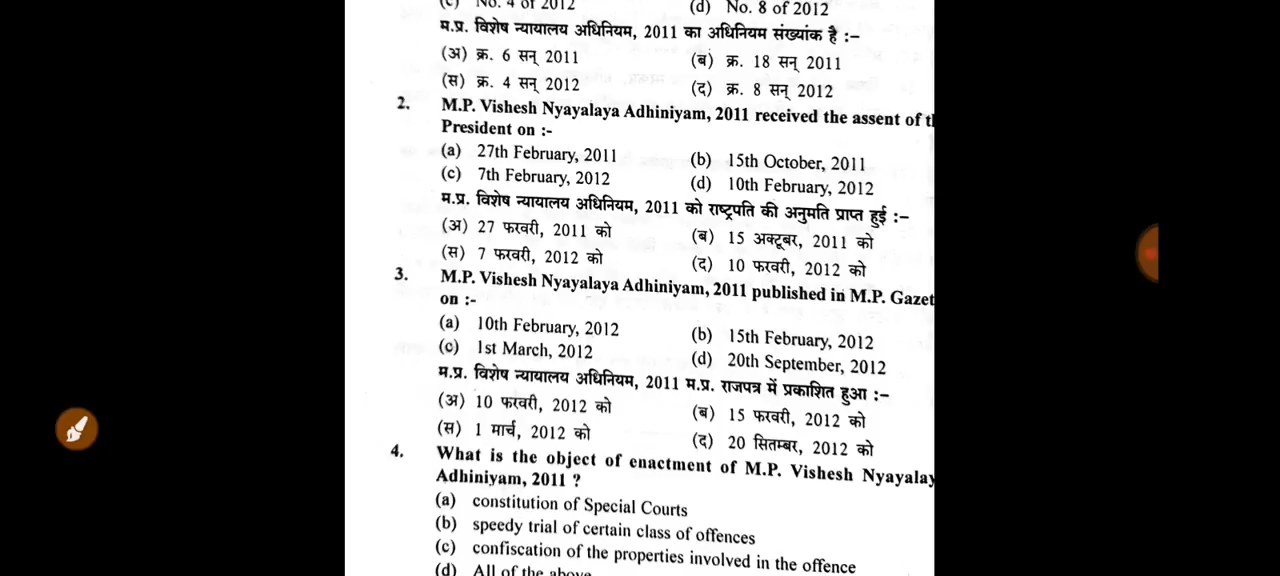 (c) No. 4 of 2012 (d) No. 8 of 2012
म.प्र. विशेष न्यायालय अधिनियम, 2011 का अधिनियम संख्यांक है :-
(अ) क्र. 6 सन् 2011 (ब) क्र. 18 सन् 2011
(स) क्र. 4 सन् 2012 (द) क्र. 8 सन् 2012
2. M.P. Vishesh Nyayalaya Adhiniyam, 2011 received the assent of th
President on :-
(a) 27th February, 2011 (b) 15th October, 2011
(c) 7th February, 2012 (d) 10th February, 2012
म.प्र. विशेष न्यायालय अधिनियम, 2011 को राष्ट्रपति की अनुमति प्राप्त हुई :-
(अ) 27 फरवरी, 2011 को (ब) 15 अक्टूबर, 2011 को
(स) 7 फरवरी, 2012 को (द) 10 फरवरी, 2012 को
3. M.P. Vishesh Nyayalaya Adhiniyam, 2011 published in M.P. Gazet
on :-
(a) 10th February, 2012 (b) 15th February, 2012
(c) 1st March, 2012 (d) 20th September, 2012
म.प्र. विशेष न्यायालय अधिनियम, 2011 म.प्र. राजपत्र में प्रकाशित हुआ :-
(अ) 10 फरवरी, 2012 को (ब) 15 फरवरी, 2012 को
(स) 1 मार्च, 2012 को (द) 20 सितम्बर, 2012 को
4. What is the object of enactment of M.P. Vishesh Nyayalay
Adhiniyam, 2011 ?
(a) constitution of Special Courts
(b) speedy trial of certain class of offences
(c) confiscation of the properties involved in the offence
(d) All of the above